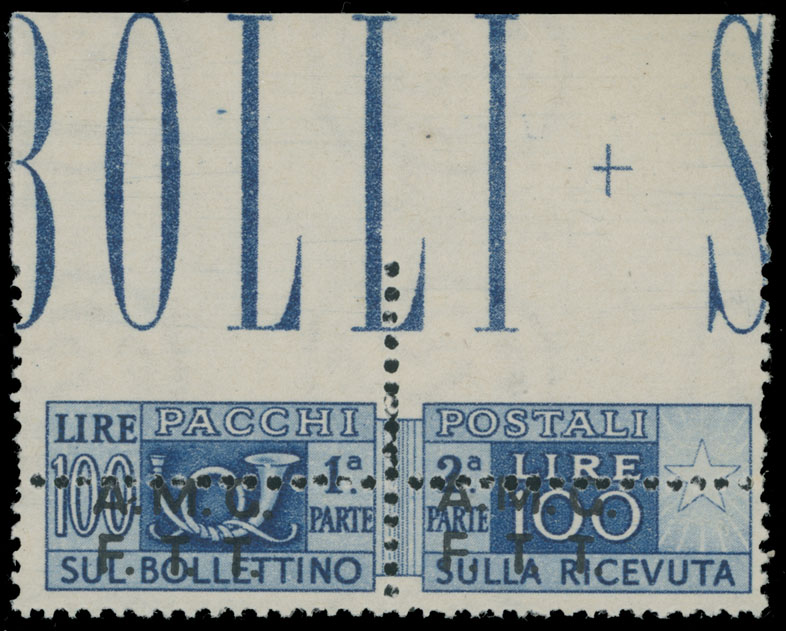 BOLLI + S
LIRE PACCHI
100 1ª PARTE
A.M.G.
F.T.T.
SUL BOLLETTINO
POSTALI
2ª PARTE LIRE 100
A.M.G.
F.T.T.
SULLA RICEVUTA